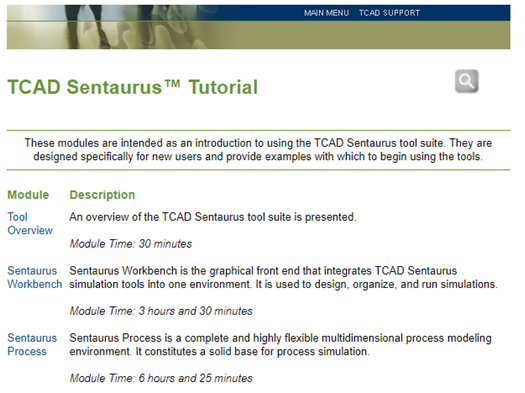 MAIN MENU TCAD SUPPORT
TCAD Sentaurus™ Tutorial
These modules are intended as an introduction to using the TCAD Sentaurus tool suite. They are
designed specifically for new users and provide examples with which to begin using the tools.
Module Description
Tool An overview of the TCAD Sentaurus tool suite is presented.
Overview
Module Time: 30 minutes
Sentaurus Sentaurus Workbench is the graphical front end that integrates TCAD Sentaurus
Workbench simulation tools into one environment. It is used to design, organize, and run simulations.
Module Time: 3 hours and 30 minutes
Sentaurus Sentaurus Process is a complete and highly flexible multidimensional process modeling
Process environment. It constitutes a solid base for process simulation.
Module Time: 6 hours and 25 minutes